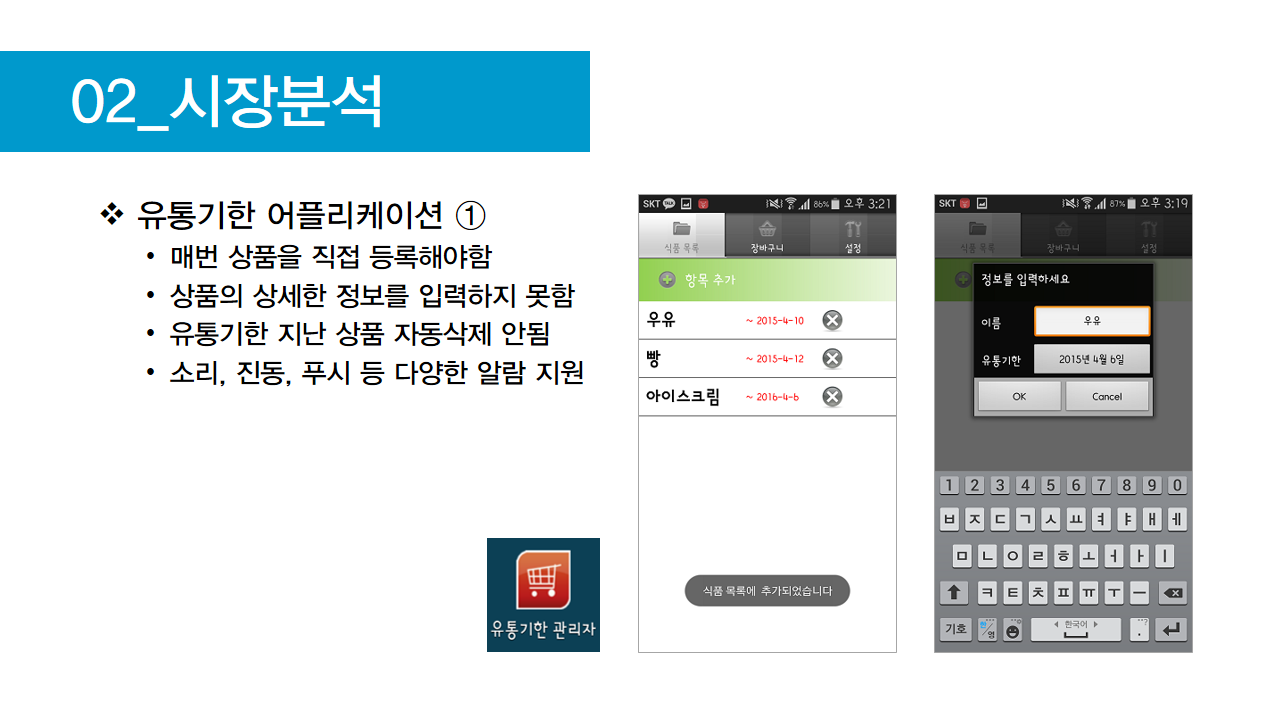 02_시장분석
❖ 유통기한 어플리케이션 ①
• 매번 상품을 직접 등록해야함
• 상품의 상세한 정보를 입력하지 못함
• 유통기한 지난 상품 자동삭제 안됨
• 소리, 진동, 푸시 등 다양한 알람 지원
유통기한 관리자
SKT 86% 오후 3:21
식품 목록 장바구니 설정
항목 추가
우유 ~ 2015-4-10
빵 ~ 2015-4-12
아이스크림 ~ 2016-4-6
식품 목록에 추가되었습니다
SKT 87% 오후 3:19
식품 목록 장바구니 설정
정보를 입력하세요
이름 우유
유통기한 2015년 4월 6일
OK Cancel
1 2 3 4 5 6 7 8 9 0
ㅂ ㅈ ㄷ ㄱ ㅅ ㅛ ㅕ ㅑ ㅐ ㅔ
ㅁ ㄴ ㅇ ㄹ ㅎ ㅗ ㅓ ㅏ ㅣ
ㅋ ㅌ ㅊ ㅍ ㅠ ㅜ ㅡ
기호 한/영 한국어 .